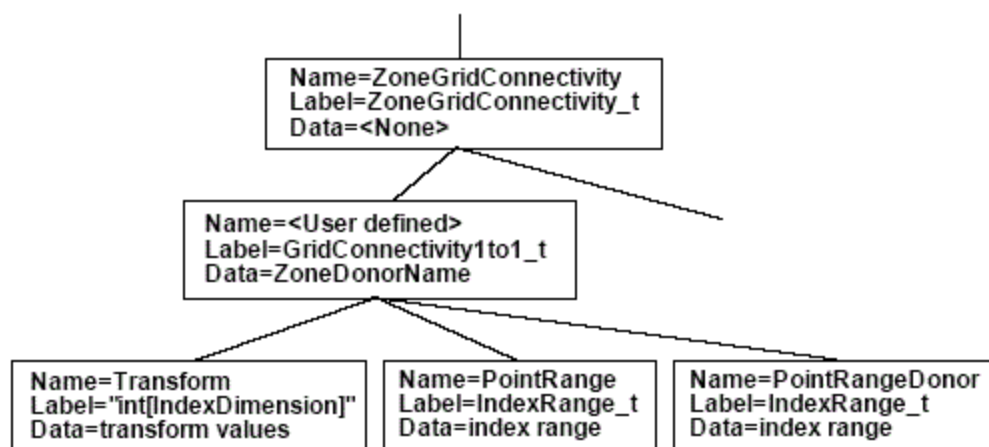 Name=ZoneGridConnectivity
Label=ZoneGridConnectivity_t
Data=<None>
Name=<User defined>
Label=GridConnectivity1to1_t
Data=ZoneDonorName
Name=Transform
Label="int[IndexDimension]"
Data=transform values
Name=PointRange
Label=IndexRange_t
Data=index range
Name=PointRangeDonor
Label=IndexRange_t
Data=index range